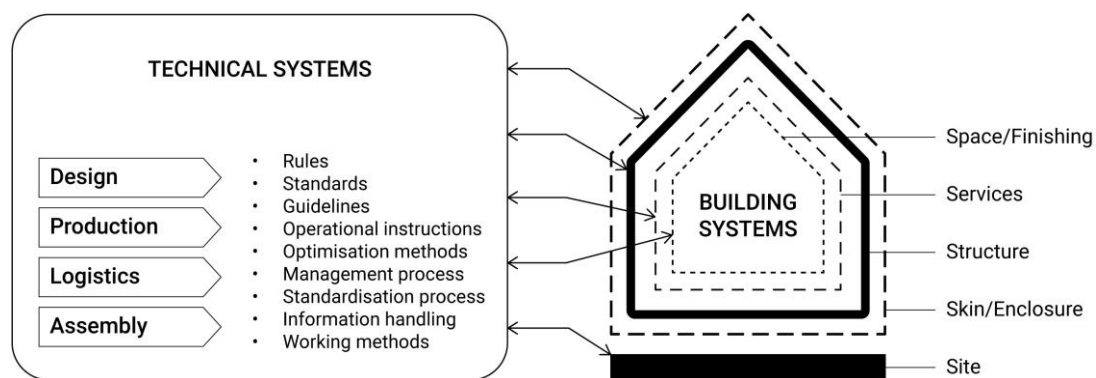 TECHNICAL SYSTEMS
Design
Production
Logistics
Assembly
• Rules
• Standards
• Guidelines
• Operational instructions
• Optimisation methods
• Management process
• Standardisation process
• Information handling
• Working methods
BUILDING
SYSTEMS
Space/Finishing
Services
Structure
Skin/Enclosure
Site